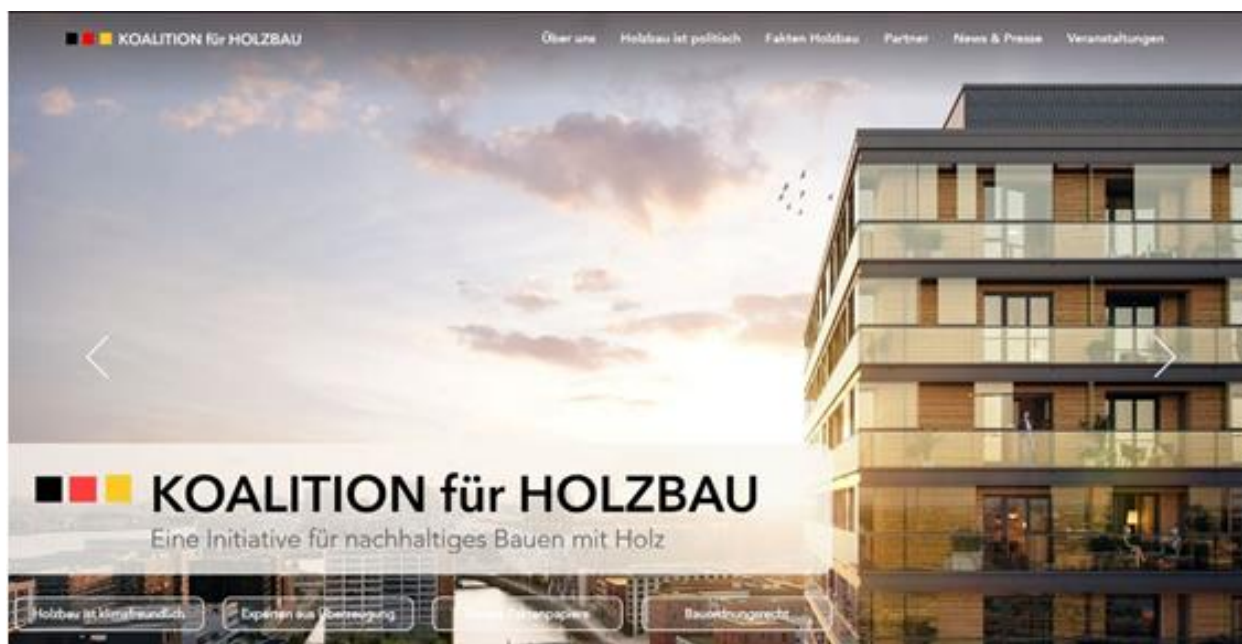 KOALITION für HOLZBAU
Über uns Holzbau ist politisch Fakten Holzbau Partner News & Presse Veranstaltungen
KOALITION für HOLZBAU
Eine Initiative für nachhaltiges Bauen mit Holz
Holzbau ist klimafreundlich Experten aus Überzeugung Faktenpapiere Bauordnungsrecht